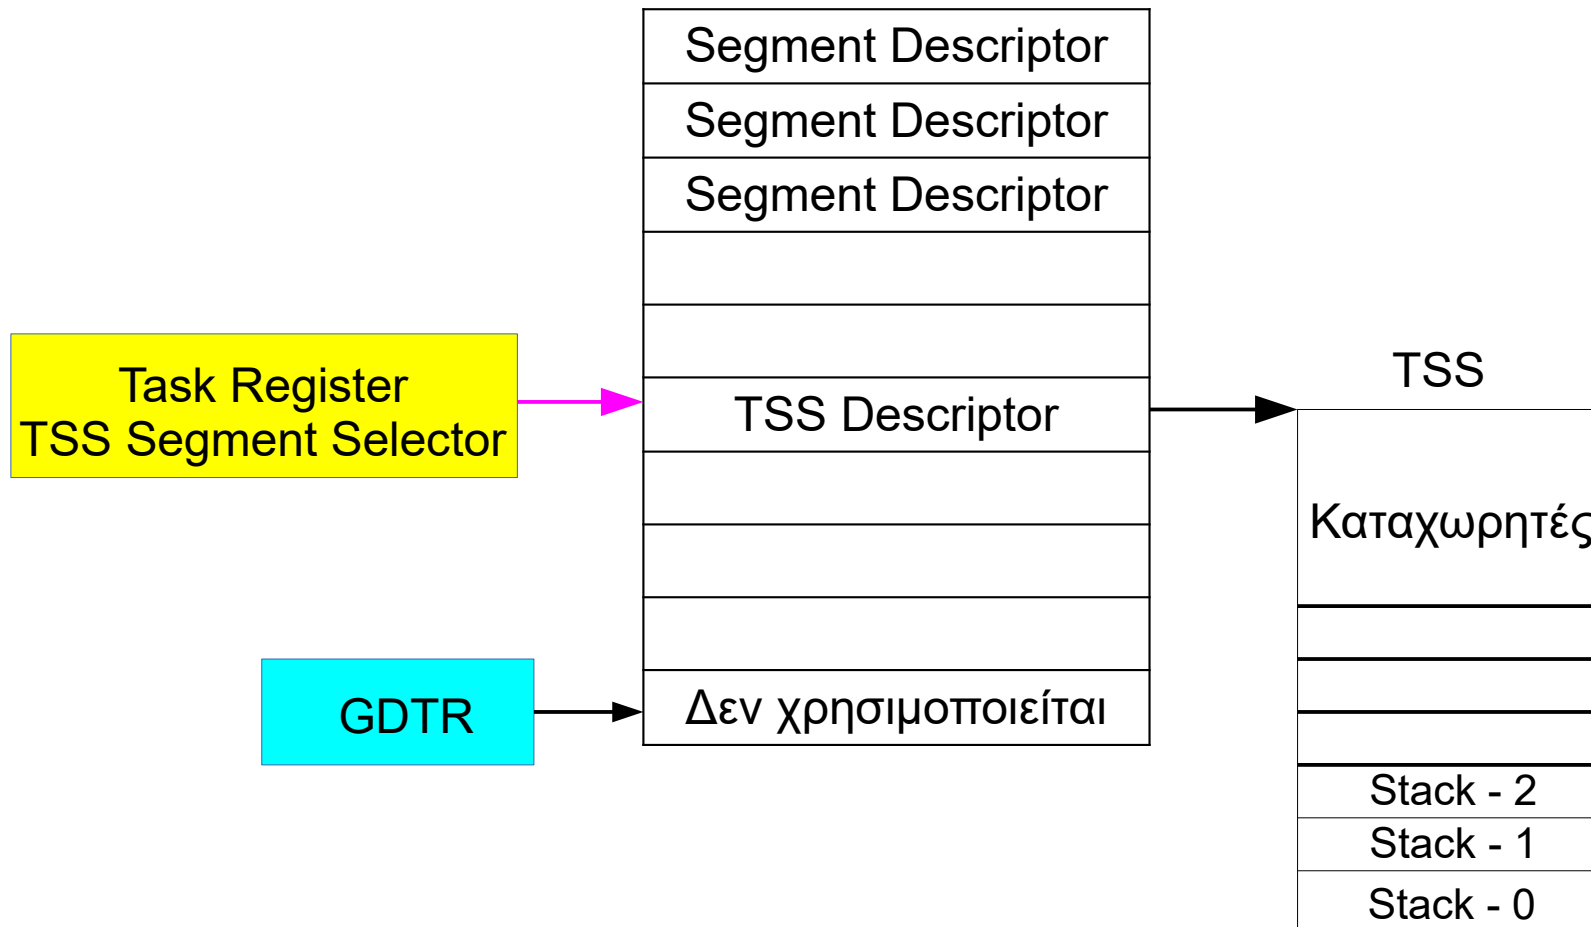 Segment Descriptor
Segment Descriptor
Segment Descriptor
Task Register
TSS Segment Selector
TSS Descriptor
TSS
Καταχωρητές
GDTR
Δεν χρησιμοποιείται
Stack - 2
Stack - 1
Stack - 0